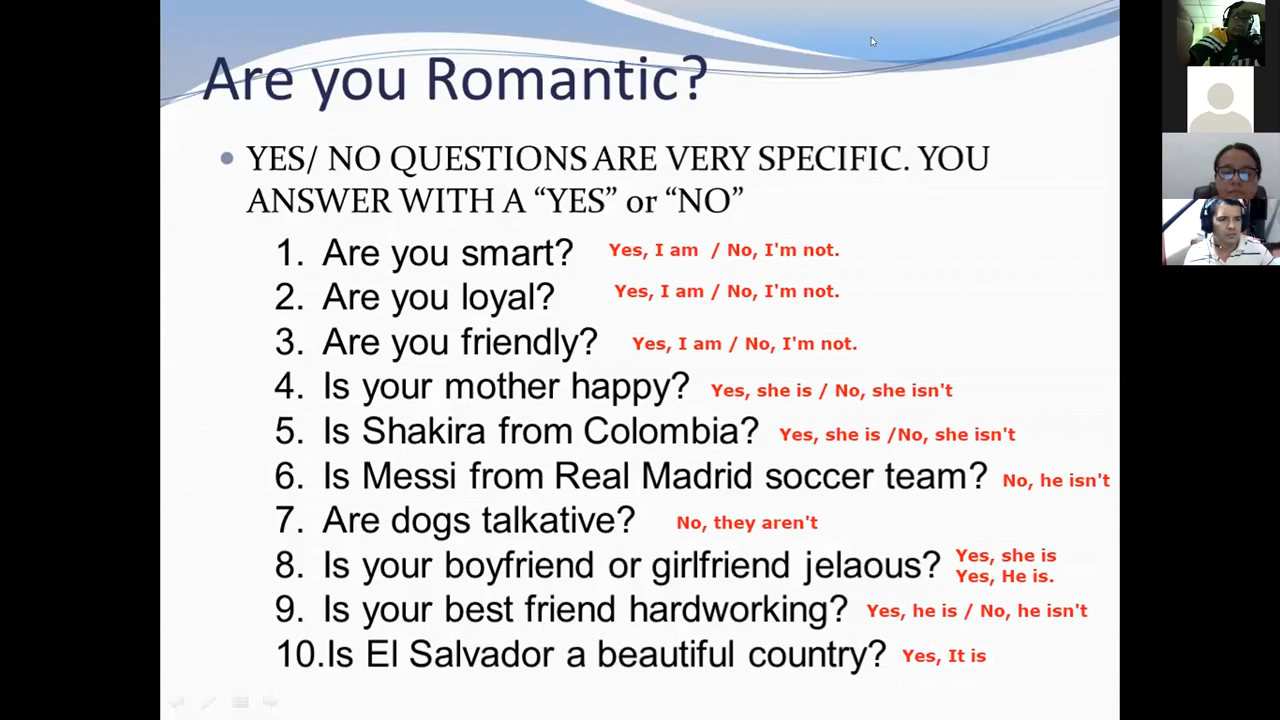 Are you Romantic?
• YES/ NO QUESTIONS ARE VERY SPECIFIC. YOU
ANSWER WITH A “YES” or “NO”
1. Are you smart? Yes, I am / No, I'm not.
2. Are you loyal? Yes, I am / No, I'm not.
3. Are you friendly? Yes, I am / No, I'm not.
4. Is your mother happy? Yes, she is / No, she isn't
5. Is Shakira from Colombia? Yes, she is /No, she isn't
6. Is Messi from Real Madrid soccer team? No, he isn't
7. Are dogs talkative? No, they aren't
8. Is your boyfriend or girlfriend jelaous? Yes, she is
Yes, He is.
9. Is your best friend hardworking? Yes, he is / No, he isn't
10.Is El Salvador a beautiful country? Yes, It is